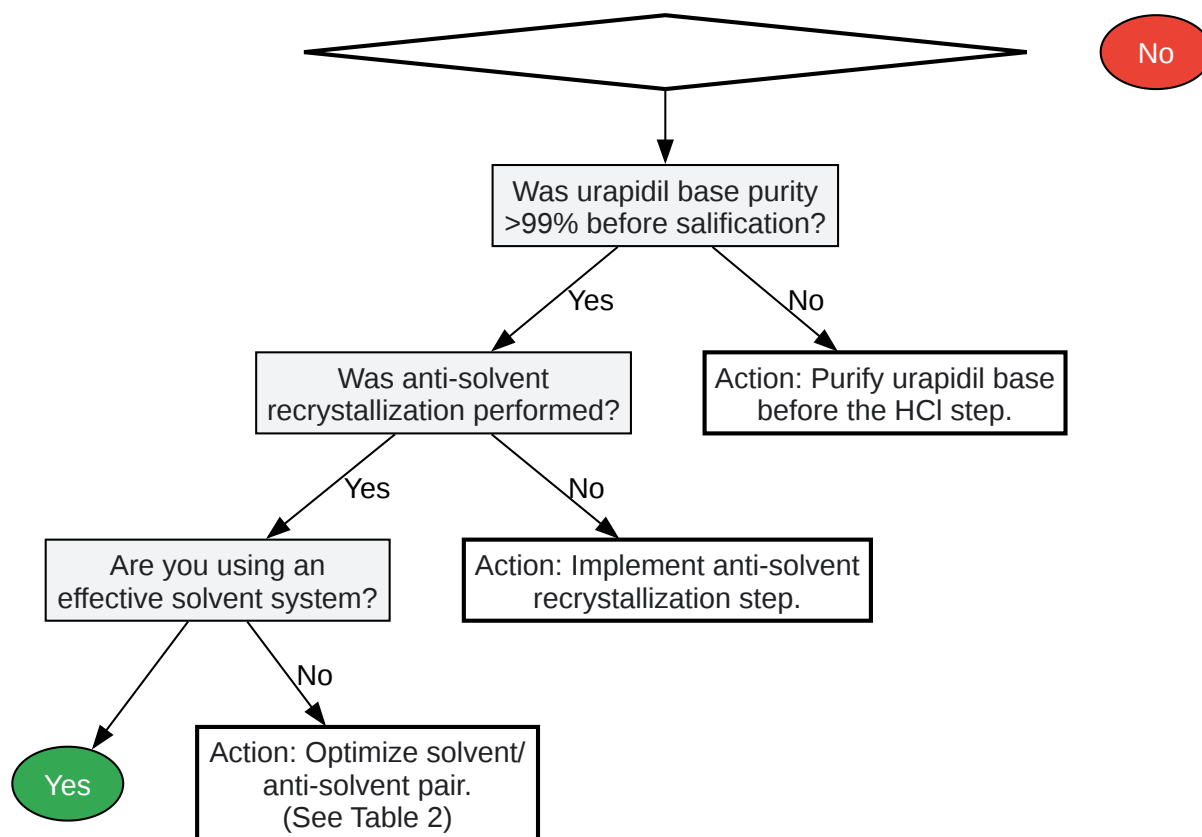 No
Was urapidil base purity
>99% before salification?
Yes
No
Was anti-solvent
recrystallization performed?
Action: Purify urapidil base
before the HCl step.
Yes
No
Are you using an
effective solvent system?
Action: Implement anti-solvent
recrystallization step.
No
Yes
Action: Optimize solvent/
anti-solvent pair.
(See Table 2)